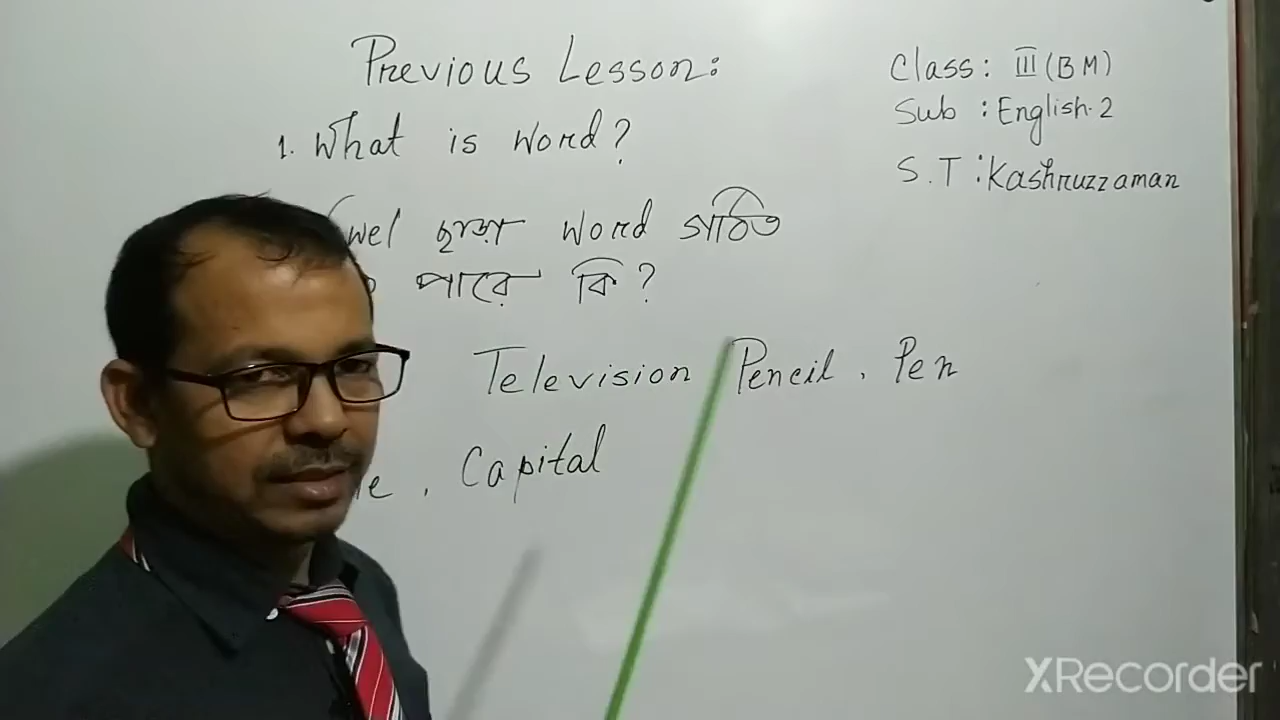 Previous Lesson:
1. What is word?
wel ছাড়া word গঠিত
পারে কি?
Television Pencil, Pen
, Capital
Class: III (BM)
Sub : English-2
S.T : Kashruzzaman
XRecorder